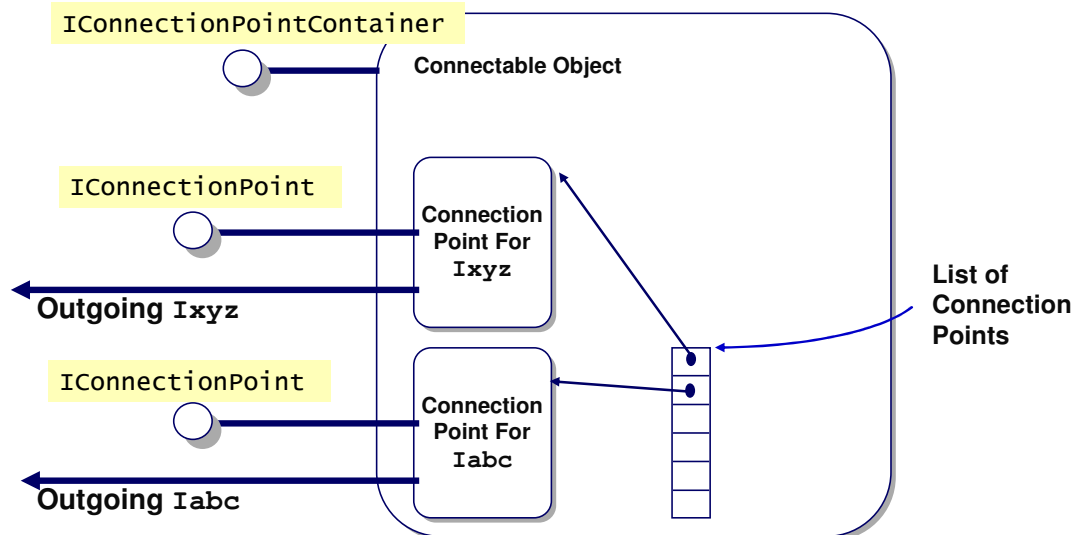 IConnectionPointContainer
Connectable Object
IConnectionPoint
Connection
Point For
Ixyz
Outgoing Ixyz
List of
Connection
Points
IConnectionPoint
Connection
Point For
Iabc
Outgoing Iabc